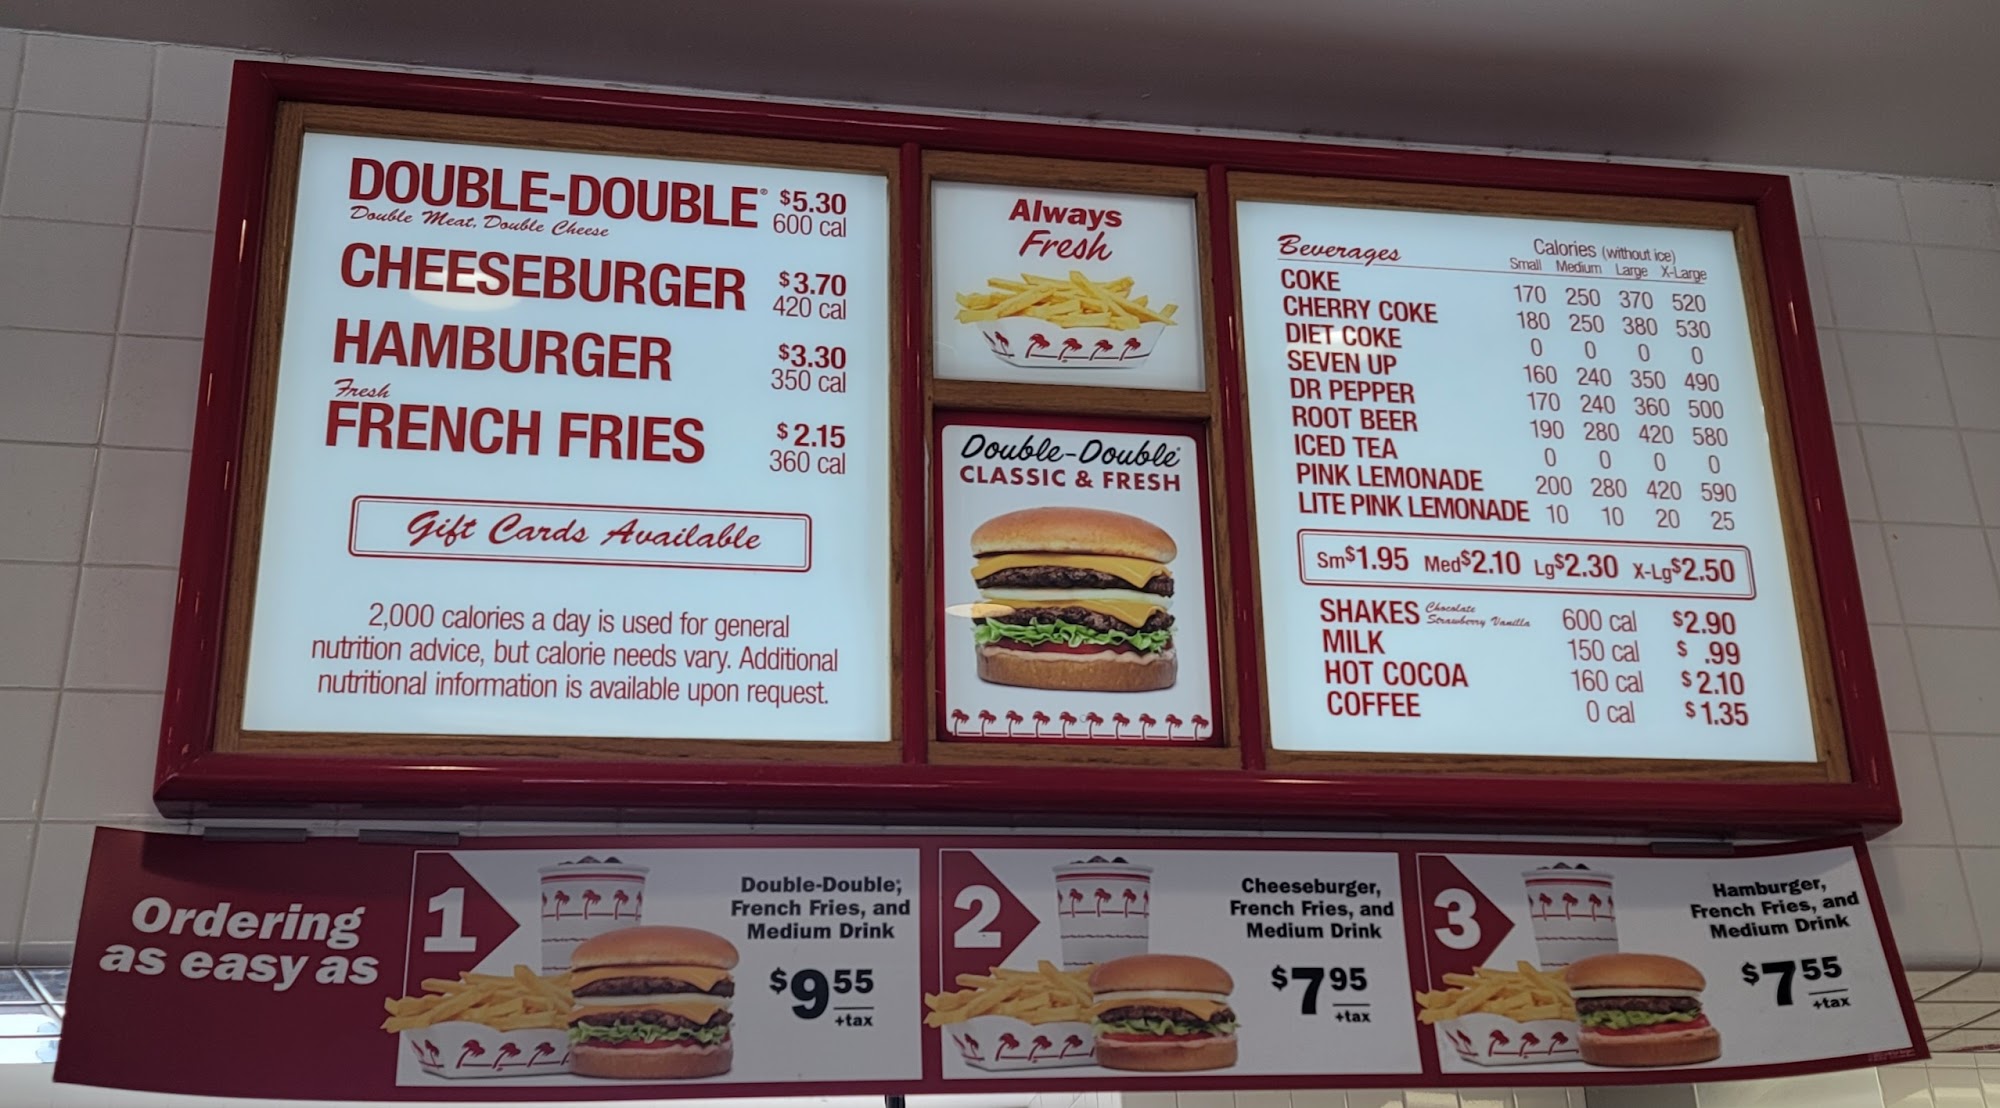 DOUBLE-DOUBLE® $5.30
Double Meat, Double Cheese 600 cal
CHEESEBURGER $3.70
420 cal
HAMBURGER $3.30
350 cal
Fresh
FRENCH FRIES $2.15
360 cal
Gift Cards Available
2,000 calories a day is used for general
nutrition advice, but calorie needs vary. Additional
nutritional information is available upon request.
Always
Fresh
Double-Double®
CLASSIC & FRESH
Beverages Calories (without ice)
Small Medium Large X-Large
COKE 170 250 370 520
CHERRY COKE 180 250 380 530
DIET COKE 0 0 0 0
SEVEN UP 160 240 350 490
DR PEPPER 170 240 360 500
ROOT BEER 190 280 420 580
ICED TEA 0 0 0 0
PINK LEMONADE 200 280 420 590
LITE PINK LEMONADE 10 10 20 25
Sm$1.95 Med$2.10 Lg$2.30 X-Lg$2.50
SHAKES Chocolate Strawberry Vanilla 600 cal $2.90
MILK 150 cal $ .99
HOT COCOA 160 cal $2.10
COFFEE 0 cal $1.35
Ordering
as easy as
1
Double-Double®,
French Fries, and
Medium Drink
$9.55
+tax
2
Cheeseburger,
French Fries, and
Medium Drink
$7.95
+tax
3
Hamburger,
French Fries, and
Medium Drink
$7.55
+tax